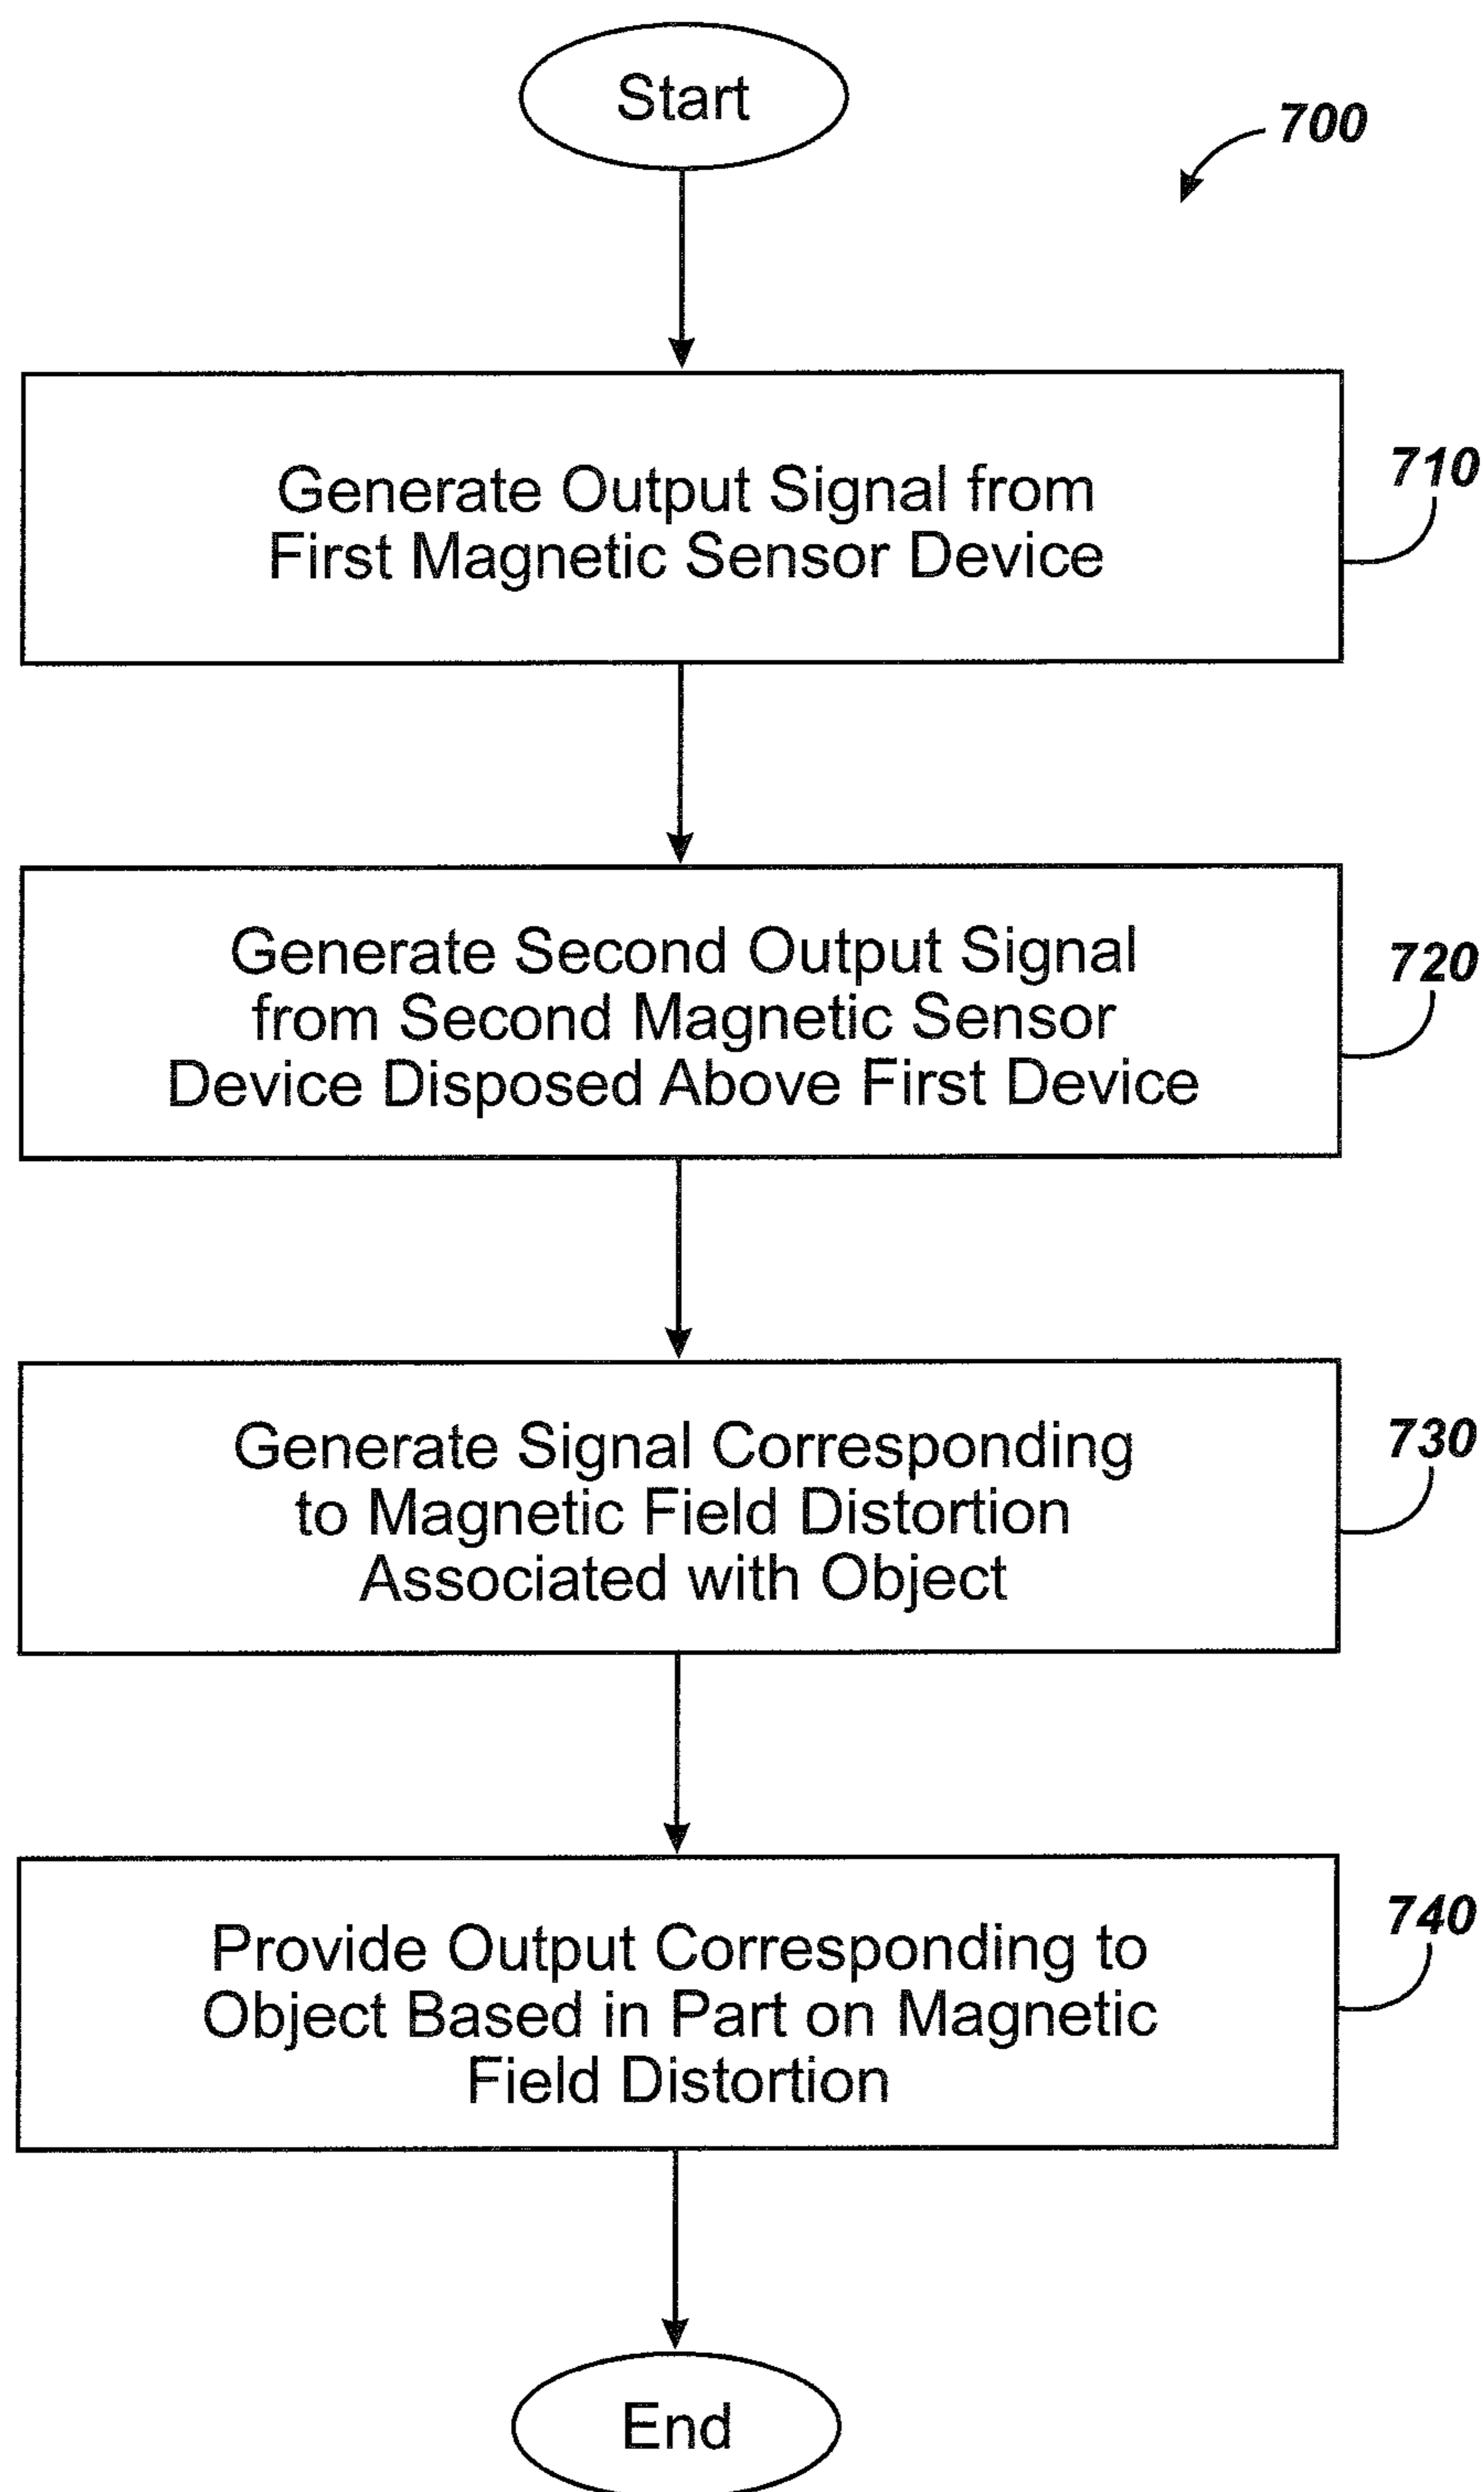 Start
700
Generate Output Signal from
First Magnetic Sensor Device
710
Generate Second Output Signal
from Second Magnetic Sensor
Device Disposed Above First Device
720
Generate Signal Corresponding
to Magnetic Field Distortion
Associated with Object
730
Provide Output Corresponding to
Object Based in Part on Magnetic
Field Distortion
740
End